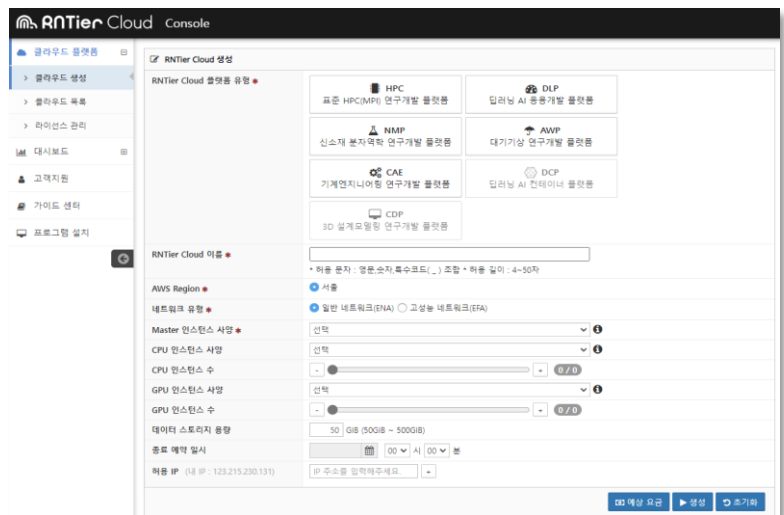 RNTier Cloud Console
클라우드 플랫폼
> 클라우드 생성
> 클라우드 목록
> 라이선스 관리
대시보드
고객지원
가이드 센터
프로그램 설치
RNTier Cloud 생성
RNTier Cloud 플랫폼 유형 *
HPC
표준 HPC(MPI) 연구개발 플랫폼
DLP
딥러닝 AI 응용개발 플랫폼
NMP
신소재 분자역학 연구개발 플랫폼
AWP
대기기상 연구개발 플랫폼
CAE
기계엔지니어링 연구개발 플랫폼
DCP
딥러닝 AI 컨테이너 플랫폼
CDP
3D 설계모델링 연구개발 플랫폼
RNTier Cloud 이름 *
* 허용 문자 : 영문,숫자,특수코드( _ ) 조합 * 허용 길이 : 4~50자
AWS Region *
서울
네트워크 유형 *
일반 네트워크(ENA) 고성능 네트워크(EFA)
Master 인스턴스 사양 *
선택
CPU 인스턴스 사양
선택
CPU 인스턴스 수
- + 0 / 0
GPU 인스턴스 사양
선택
GPU 인스턴스 수
- + 0 / 0
데이터 스토리지 용량
50 GiB (50GiB ~ 500GiB)
종료 예약 일시
00 시 00 분
허용 IP (내 IP : 123.215.230.131)
IP 주소를 입력해주세요. +
예상 요금 생성 초기화